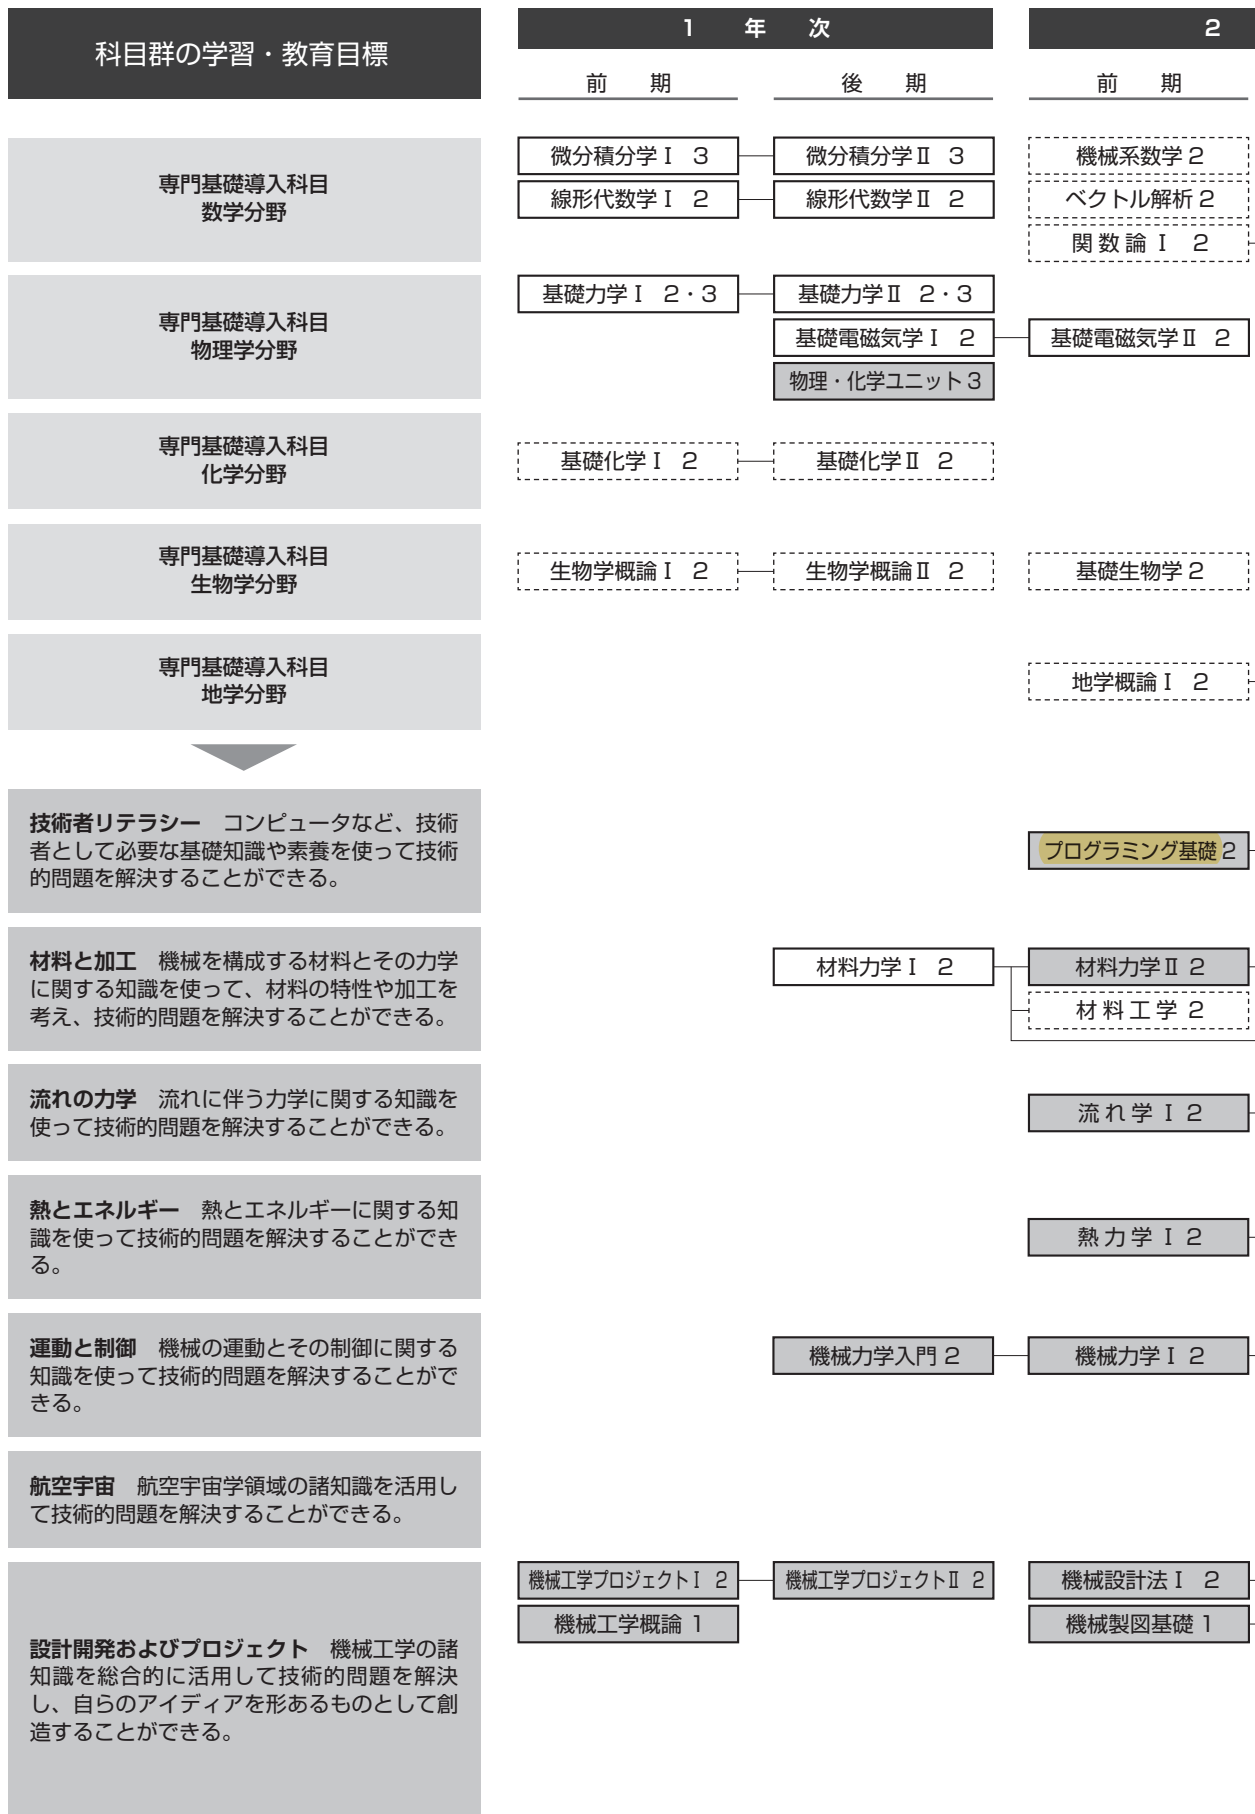 科目群の学習・教育目標
1 年 次
2
前 期
後 期
前 期
専門基礎導入科目
数学分野
微分積分学Ⅰ 3
微分積分学Ⅱ 3
機械系数学 2
線形代数学Ⅰ 2
線形代数学Ⅱ 2
ベクトル解析 2
関数論Ⅰ 2
専門基礎導入科目
物理学分野
基礎力学Ⅰ 2・3
基礎力学Ⅱ 2・3
基礎電磁気学Ⅰ 2
基礎電磁気学Ⅱ 2
物理・化学ユニット 3
専門基礎導入科目
化学分野
基礎化学Ⅰ 2
基礎化学Ⅱ 2
専門基礎導入科目
生物学分野
生物学概論Ⅰ 2
生物学概論Ⅱ 2
基礎生物学 2
専門基礎導入科目
地学分野
地学概論Ⅰ 2
技術者リテラシー コンピュータなど、技術
者として必要な基礎知識や素養を使って技術
的問題を解決することができる。
プログラミング基礎 2
材料と加工 機械を構成する材料とその力学
に関する知識を使って、材料の特性や加工を
考え、技術的問題を解決することができる。
材料力学Ⅰ 2
材料力学Ⅱ 2
材料工学 2
流れの力学 流れに伴う力学に関する知識を
使って技術的問題を解決することができる。
流れ学Ⅰ 2
熱とエネルギー 熱とエネルギーに関する知
識を使って技術的問題を解決することができ
る。
熱力学Ⅰ 2
運動と制御 機械の運動とその制御に関する
知識を使って技術的問題を解決することがで
きる。
機械力学入門 2
機械力学Ⅰ 2
航空宇宙 航空宇宙学領域の諸知識を活用し
て技術的問題を解決することができる。
機械工学プロジェクトⅠ 2
機械工学プロジェクトⅡ 2
機械設計法Ⅰ 2
機械工学概論 1
機械製図基礎 1
設計開発およびプロジェクト 機械工学の諸
知識を総合的に活用して技術的問題を解決
し、自らのアイディアを形あるものとして創
造することができる。